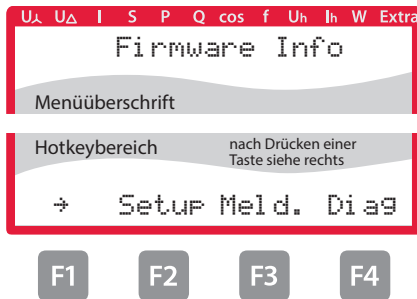 U⅄ U△ I S P Q cos f Uh Ih W Extra
Firmware Info
Menüüberschrift
Hotkeybereich
nach Drücken einer
Taste siehe rechts
→ Setup Meld. Diag
F1 F2 F3 F4